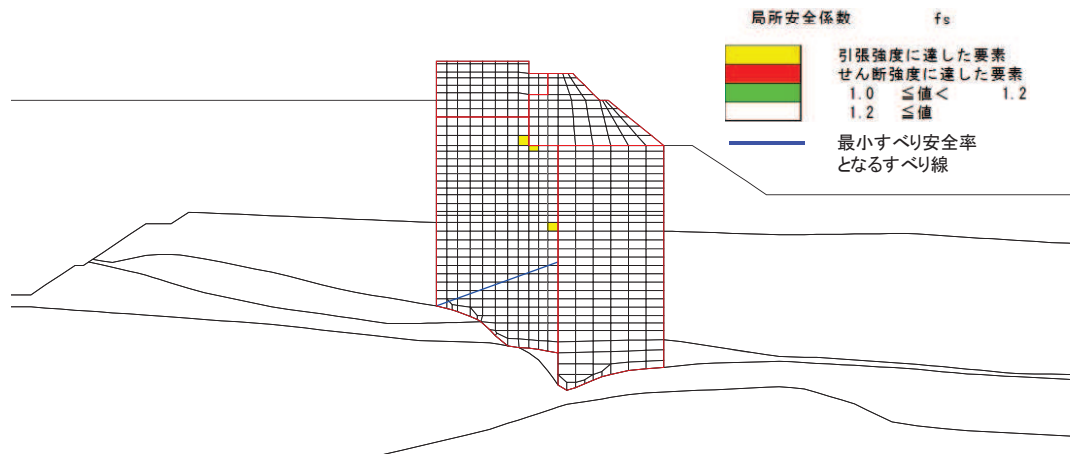 局所安全係数 fs
引張強度に達した要素
せん断強度に達した要素
1.0 ≦値< 1.2
1.2 ≦値
最小すべり安全率
となるすべり線